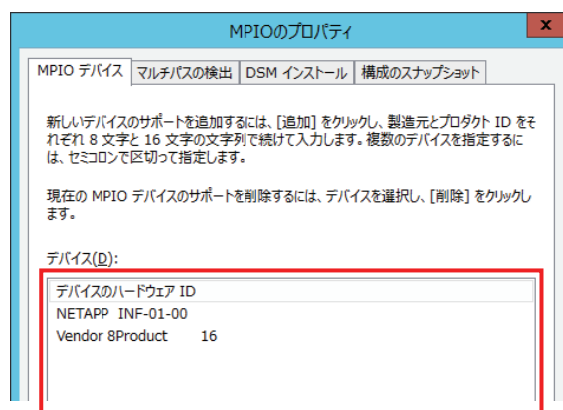 MPIOのプロパティ
x
MPIO デバイス マルチパスの検出 DSM インストール 構成のスナップショット
新しいデバイスのサポートを追加するには、[追加] をクリックし、製造元とプロダクト ID をそ
れぞれ 8 文字と 16 文字の文字列で続けて入力します。複数のデバイスを指定するに
は、セミコロンで区切って指定します。
現在の MPIO デバイスのサポートを削除するには、デバイスを選択し、[削除] をクリックし
ます。
デバイス(D):
デバイスのハードウェア ID
NETAPP  INF-01-00
Vendor 8Product      16